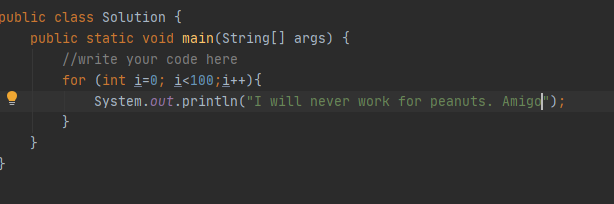 public class Solution {
public static void main(String[] args) {
//write your code here
for (int i=0; i<100;i++){
System.out.println("I will never work for peanuts. Amigo");
}
}
}